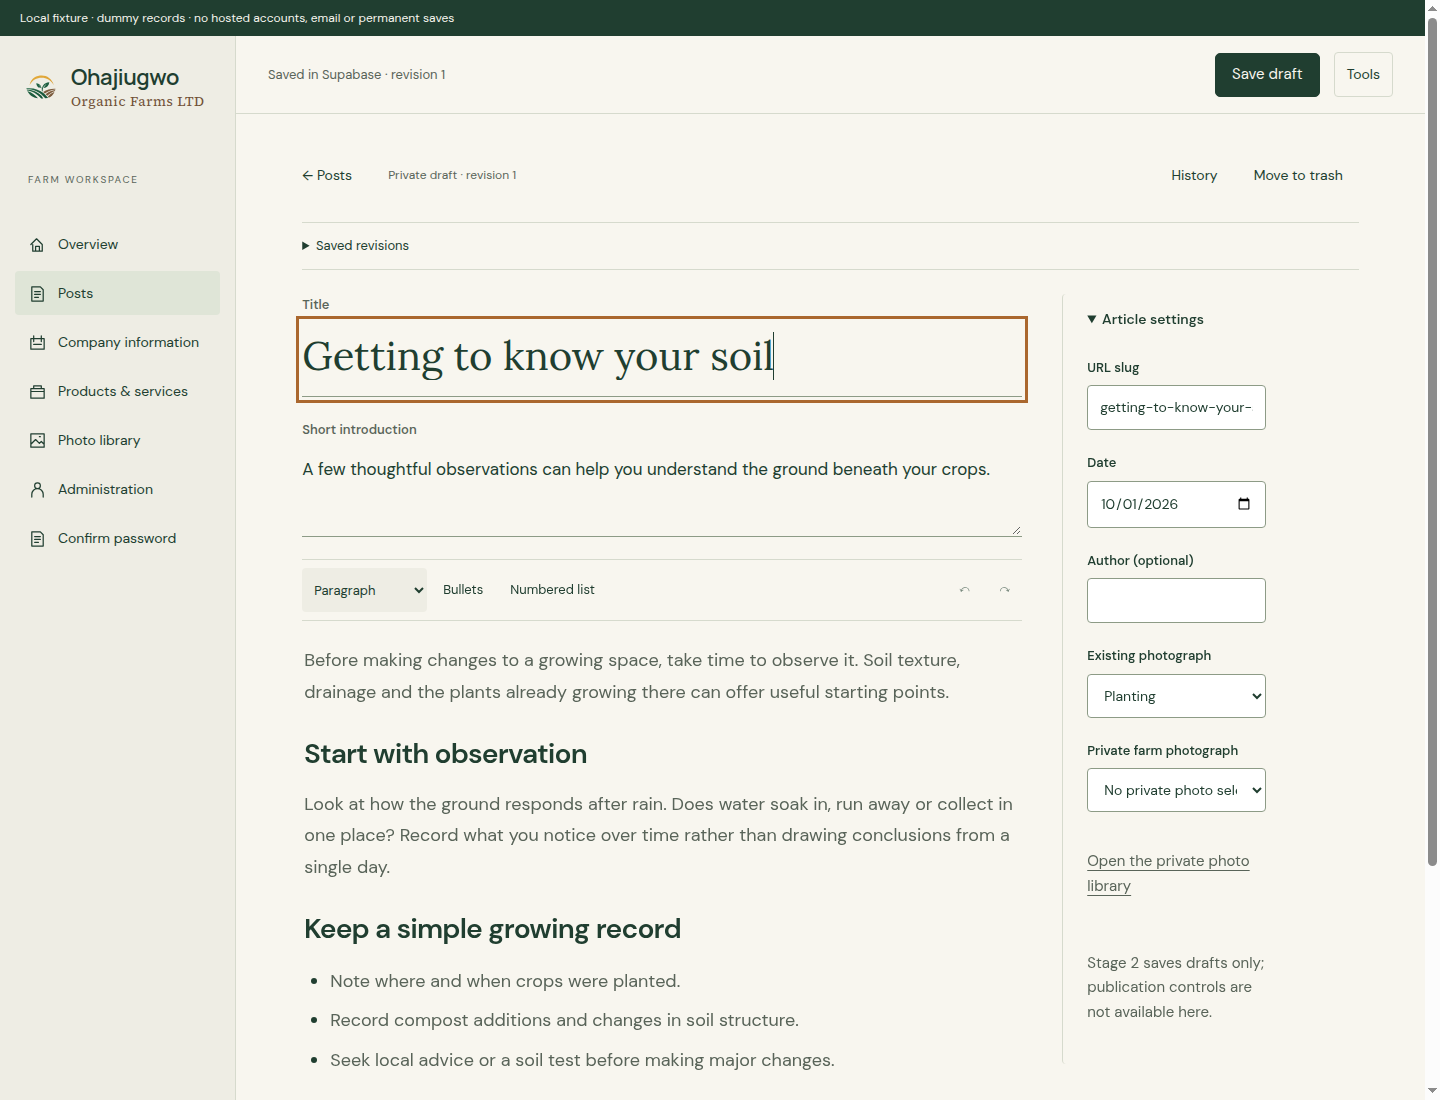 Local fixture · dummy records · no hosted accounts, email or permanent saves
Ohajiugwo
Organic Farms LTD
FARM WORKSPACE
Overview
Posts
Company information
Products & services
Photo library
Administration
Confirm password
Saved in Supabase · revision 1
Save draft
Tools
← Posts
Private draft · revision 1
History
Move to trash
Saved revisions
Title
Getting to know your soil
Short introduction
A few thoughtful observations can help you understand the ground beneath your crops.
Paragraph
Bullets
Numbered list
Before making changes to a growing space, take time to observe it. Soil texture,
drainage and the plants already growing there can offer useful starting points.
Start with observation
Look at how the ground responds after rain. Does water soak in, run away or collect in
one place? Record what you notice over time rather than drawing conclusions from a
single day.
Keep a simple growing record
• Note where and when crops were planted.
• Record compost additions and changes in soil structure.
• Seek local advice or a soil test before making major changes.
Article settings
URL slug
getting-to-know-your-
Date
10/01/2026
Author (optional)
Existing photograph
Planting
Private farm photograph
No private photo sel
Open the private photo
library
Stage 2 saves drafts only;
publication controls are
not available here.